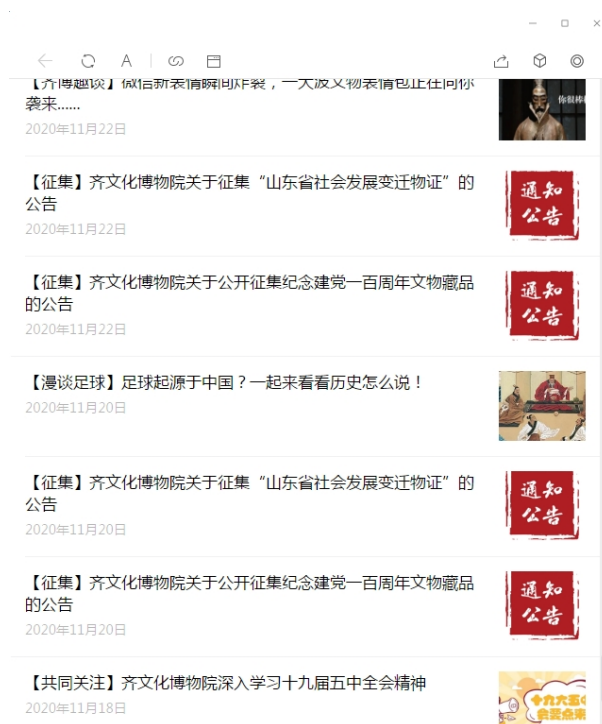 【齐博趣谈】微信新表情瞬间炸裂，一大波文物表情包正在向你
袭来......
2020年11月22日
你很棒棒
【征集】齐文化博物院关于征集“山东省社会发展变迁物证”的
公告
2020年11月22日
通知
公告
【征集】齐文化博物院关于公开征集纪念建党一百周年文物藏品
的公告
2020年11月22日
通知
公告
【漫谈足球】足球起源于中国？一起来看看历史怎么说！
2020年11月20日
【征集】齐文化博物院关于征集“山东省社会发展变迁物证”的
公告
2020年11月20日
通知
公告
【征集】齐文化博物院关于公开征集纪念建党一百周年文物藏品
的公告
2020年11月20日
通知
公告
【共同关注】齐文化博物院深入学习十九届五中全会精神
2020年11月18日